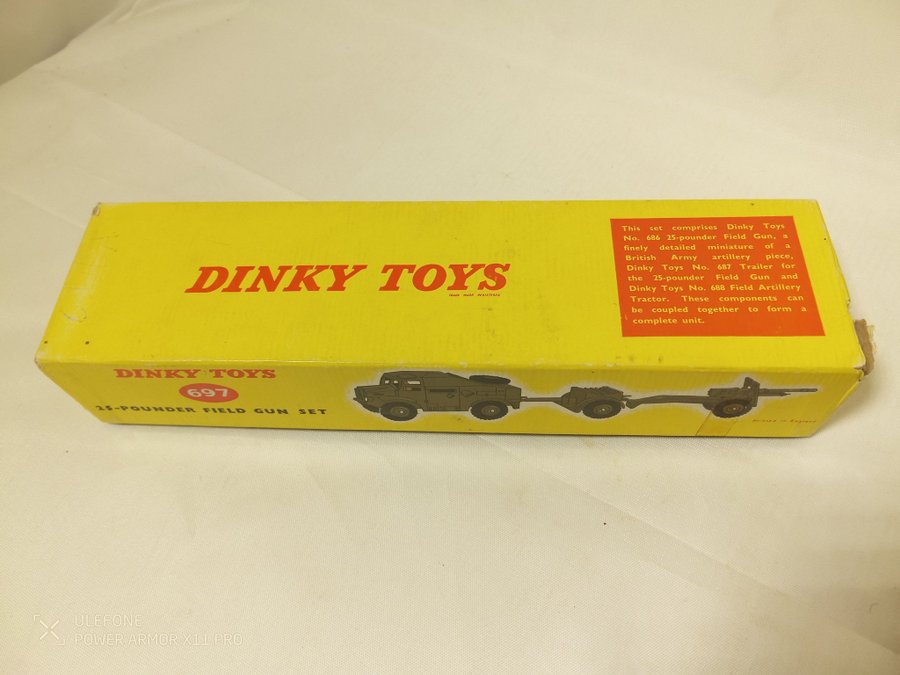 DINKY TOYS
This set comprises Dinky Toys
No. 686 25-pounder Field Gun, a
finely detailed miniature of a
British Army artillery piece,
Dinky Toys No. 687 Trailer for
the 25-pounder Field Gun and
Dinky Toys No. 688 Field Artillery
Tractor. These components can
be coupled together to form a
complete unit.
DINKY TOYS
697
25-POUNDER FIELD GUN SET
ULEFONE
POWER ARMOR X11 PRO